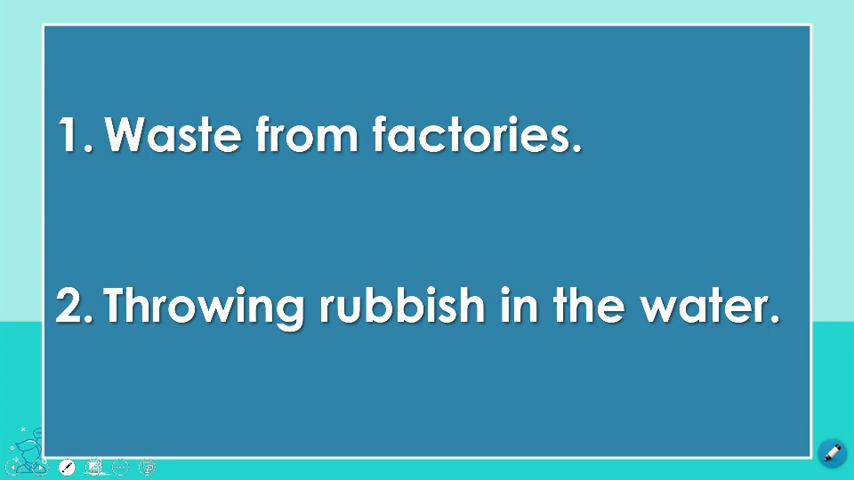 1. Waste from factories.
2. Throwing rubbish in the water.